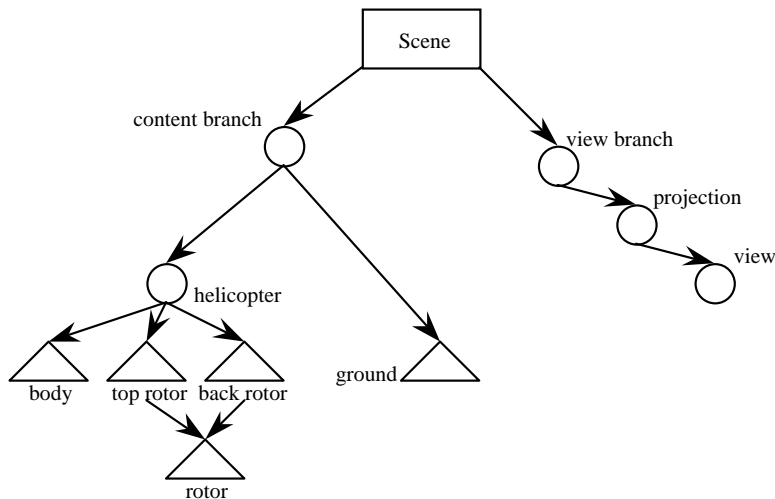 Scene
content branch
view branch
projection
view
helicopter
ground
body
top rotor
back rotor
rotor